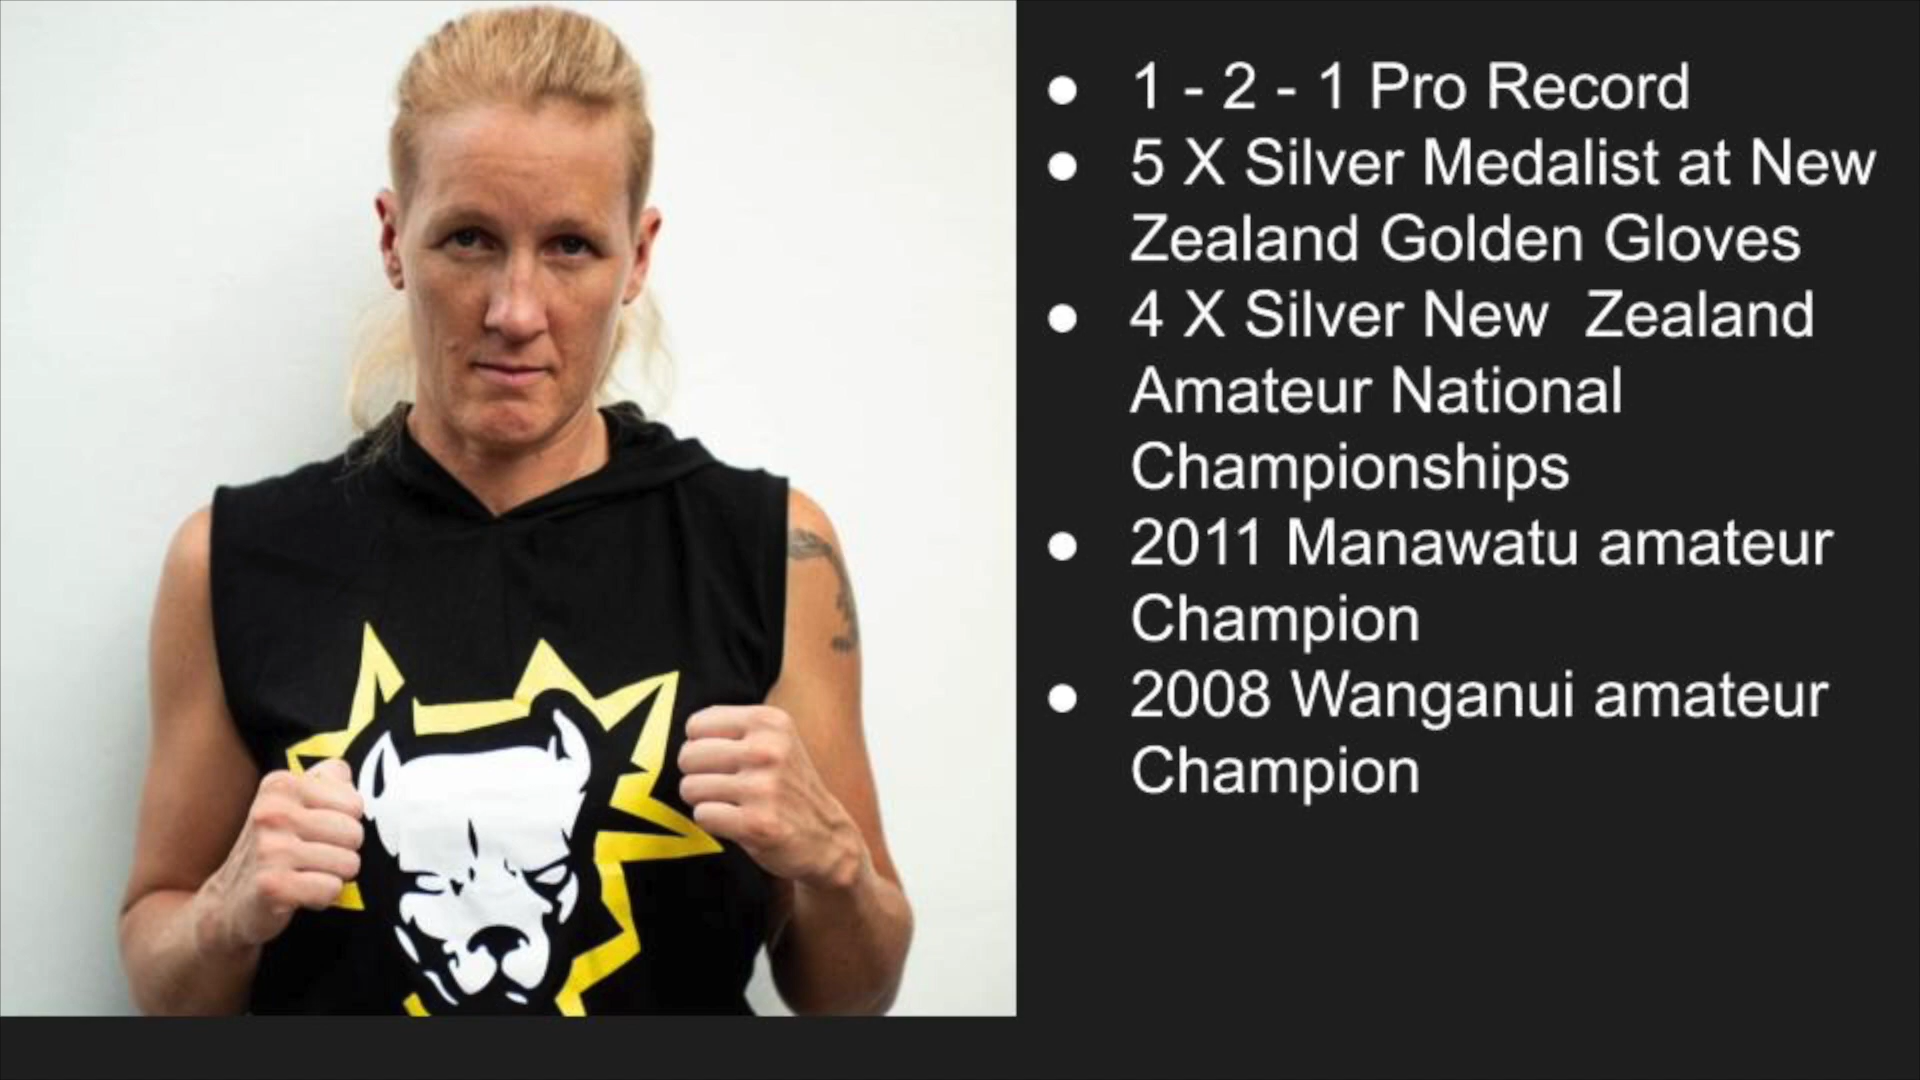 1 - 2 - 1 Pro Record
5 X Silver Medalist at New
Zealand Golden Gloves
4 X Silver New  Zealand
Amateur National
Championships
2011 Manawatu amateur
Champion
2008 Wanganui amateur
Champion